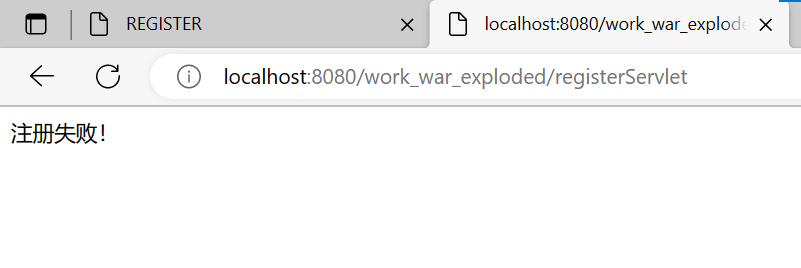 REGISTER
localhost:8080/work_war_explode
localhost:8080/work_war_exploded/registerServlet
注册失败！